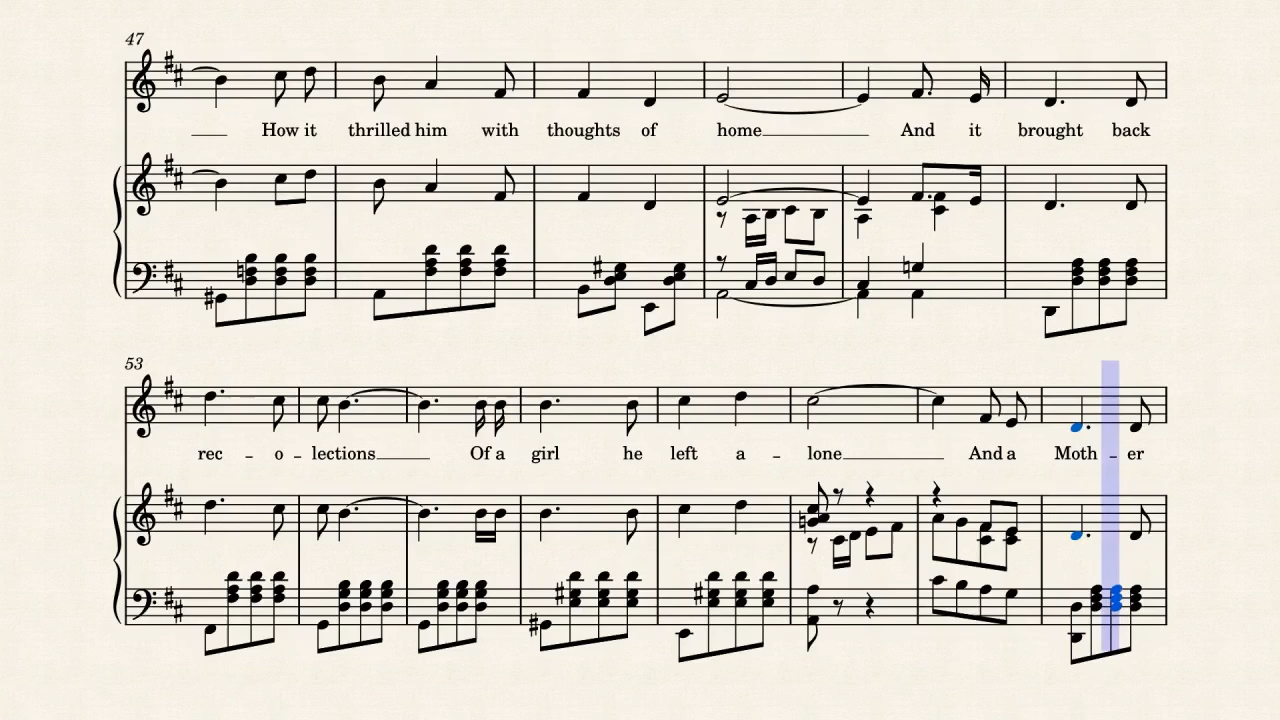 47
How it thrilled him with thoughts of home And it brought back
53
rec - o - lections Of a girl he left a - lone And a Moth - er